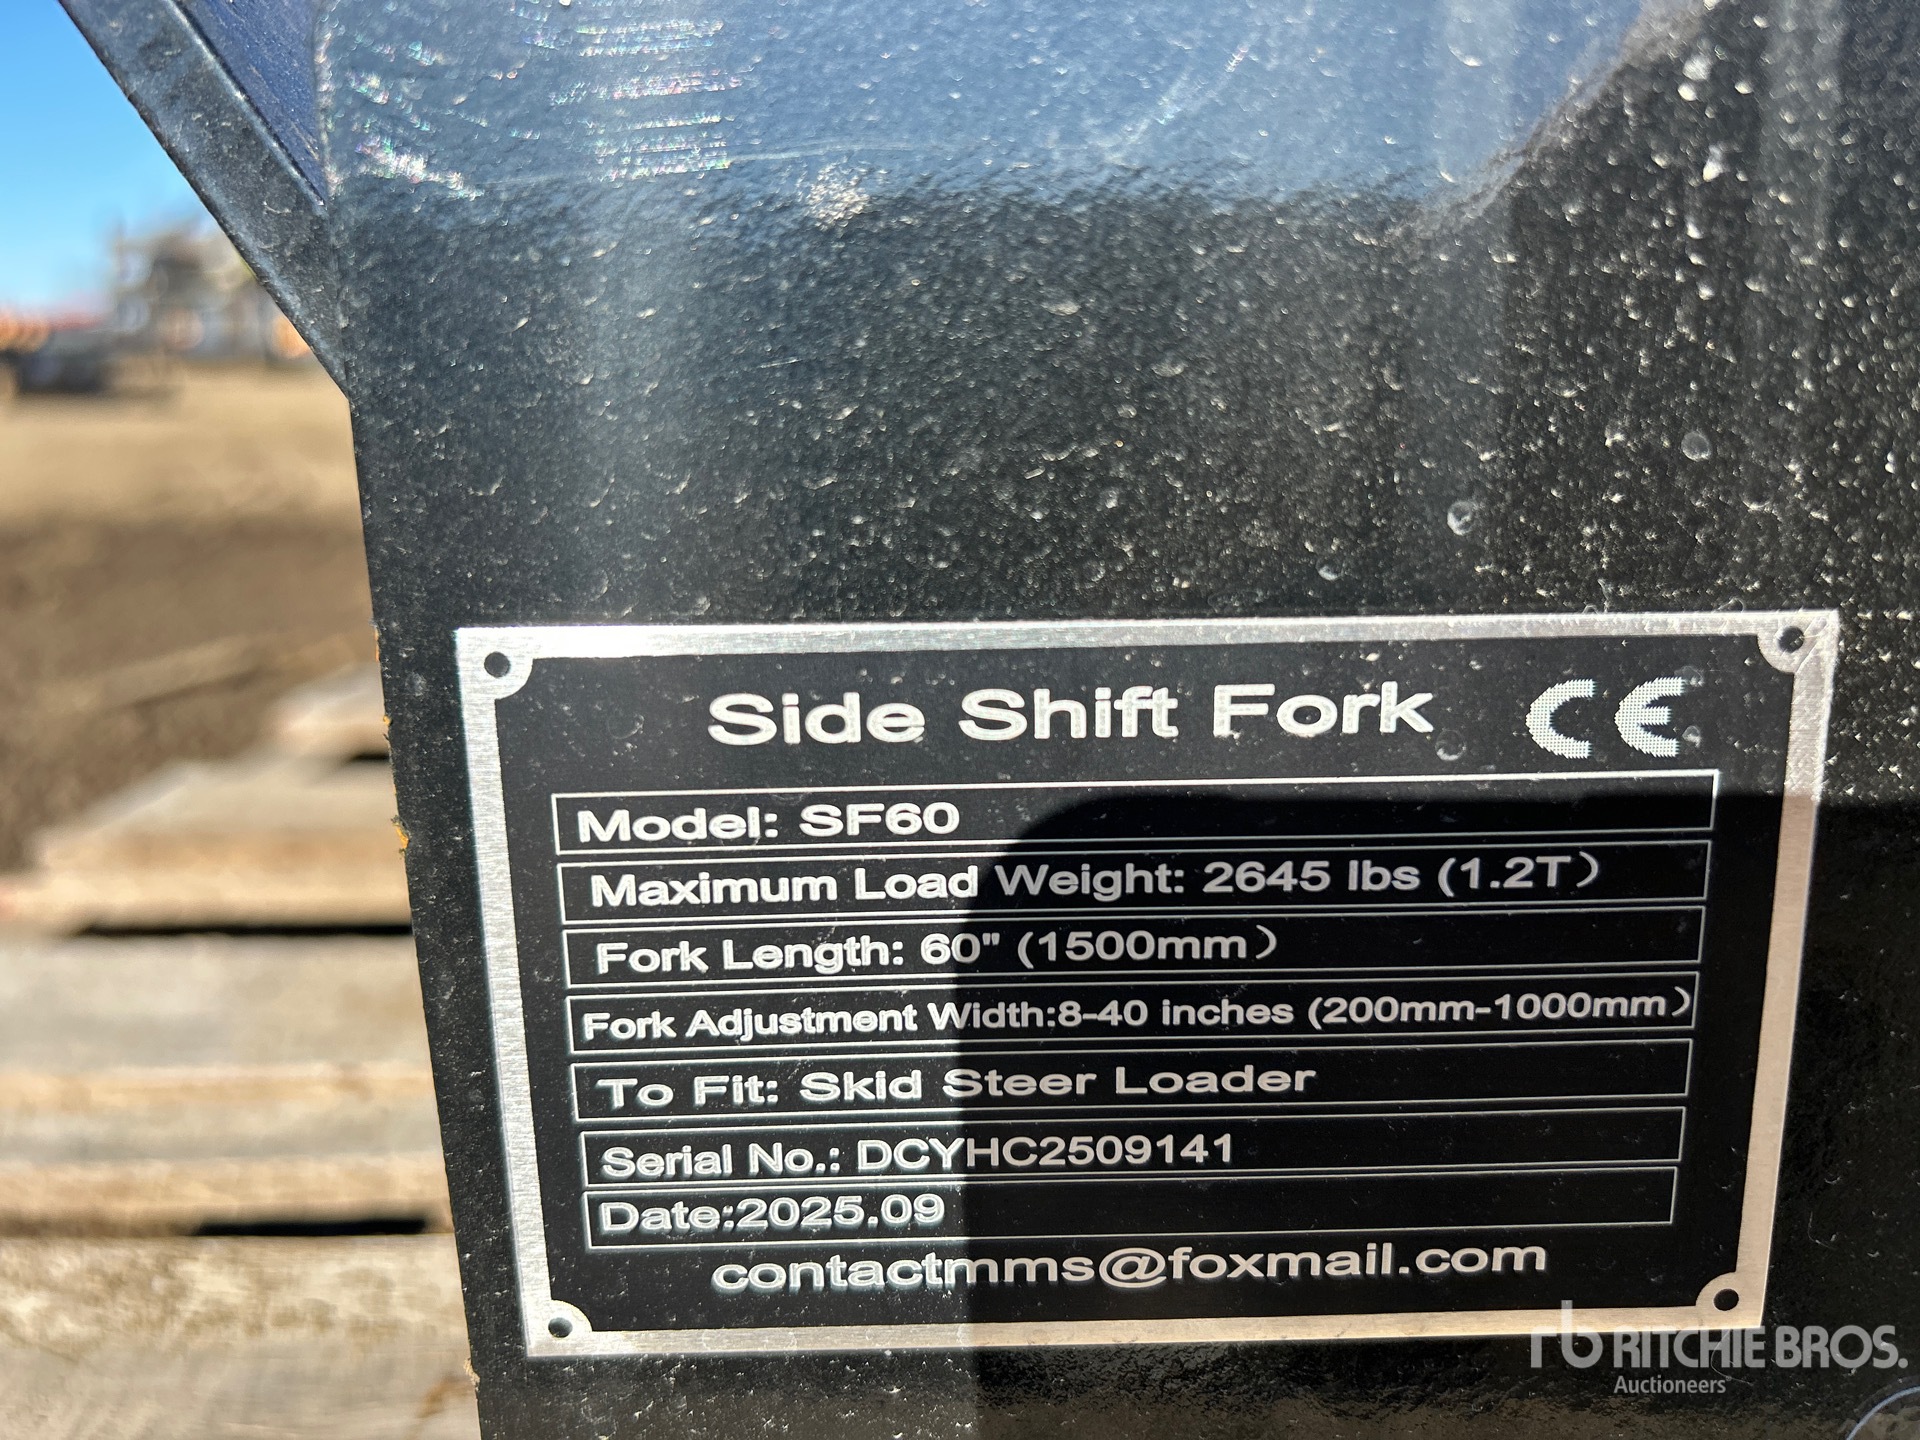 Side Shift Fork CE
Model: SF60
Maximum Load Weight: 2645 lbs (1.2T)
Fork Length: 60" (1500mm)
Fork Adjustment Width:8-40 inches (200mm-1000mm)
To Fit: Skid Steer Loader
Serial No.: DCYHC2509141
Date:2025.09
contactmms@foxmail.com
rb RITCHIE BROS.
Auctioneers